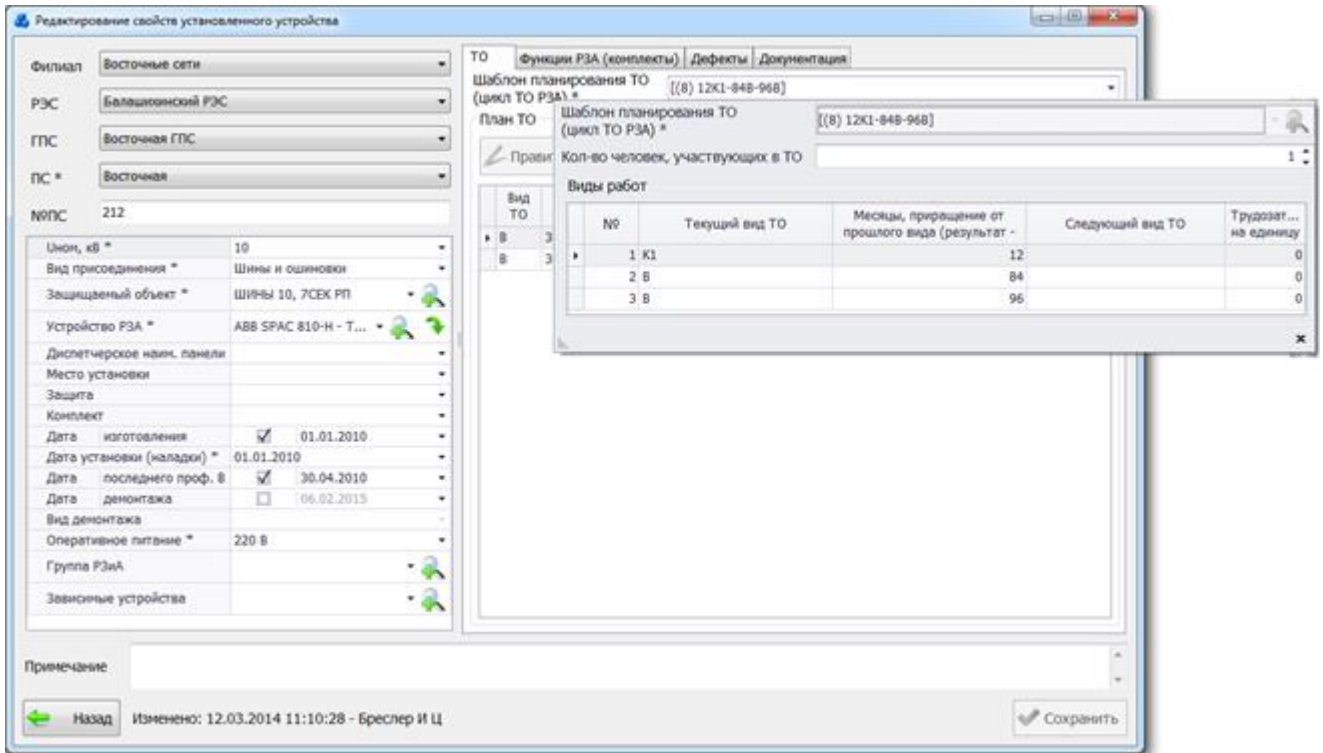 Редактирование свойств установленного устройства
Филиал Восточные сети
РЭС Балашихинский РЭС
ГПС Восточная ГПС
ПС * Восточная
№ПС 212
Uном, кВ * 10
Вид присоединения * Шины и ошиновки
Защищаемый объект * ШИНЫ 10, 7СЕК РП
Устройство РЗА * ABB SPAC 810-Н - Т...
Диспетчерское наим. панели
Место установки
Защита
Комплект
Дата изготовления 01.01.2010
Дата установки (наладки) * 01.01.2010
Дата последнего проф. В 30.04.2010
Дата демонтажа 06.02.2015
Вид демонтажа
Оперативное питание * 220 В
Группа РЗиА
Зависимые устройства
ТО Функции РЗА (комплекты) Дефекты Документация
Шаблон планирования ТО
(цикл ТО РЗА) * [(8) 12К1-84В-96В]
План ТО
Прави
Вид
ТО
В 3
В 3
Шаблон планирования ТО
(цикл ТО РЗА) * [(8) 12К1-84В-96В]
Кол-во человек, участвующих в ТО 1
Виды работ
№ Текущий вид ТО Месяцы, приращение от прошлого вида (результат - Следующий вид ТО Трудозат... на единицу
1 К1 12 0
2 В 84 0
3 В 96 0
Примечание
Назад Изменено: 12.03.2014 11:10:28 - Бреслер И Ц Сохранить